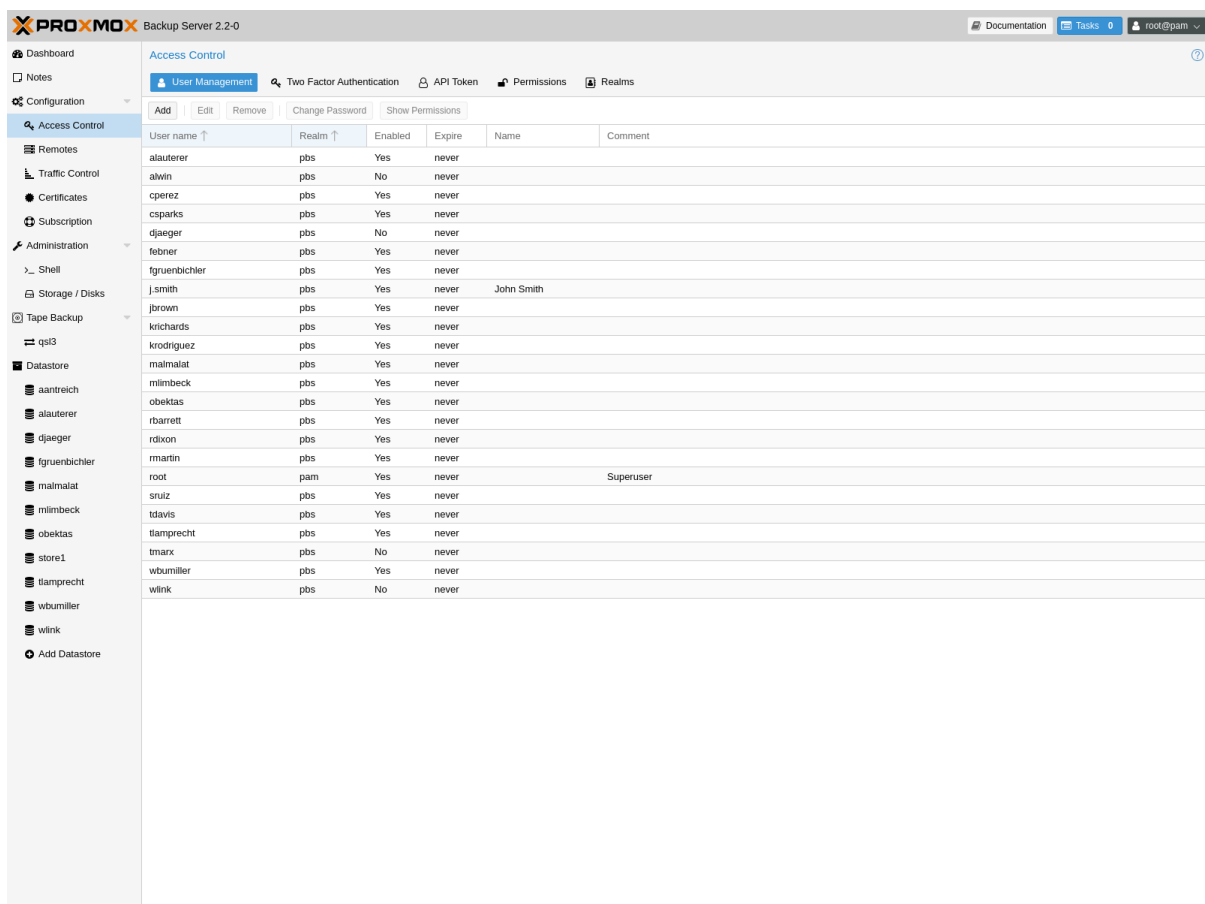 PROXMOX Backup Server 2.2-0 Documentation Tasks 0 root@pam
Dashboard
Notes
Configuration
Access Control
Remotes
Traffic Control
Certificates
Subscription
Administration
>_ Shell
Storage / Disks
Tape Backup
qsl3
Datastore
aantreich
alauterer
djaeger
fgruenbichler
malmalat
mlimbeck
obektas
store1
tlamprecht
wbumiller
wlink
Add Datastore
Access Control
User Management Two Factor Authentication API Token Permissions Realms
Add Edit Remove Change Password Show Permissions
User name ↑ Realm ↑ Enabled Expire Name Comment
alauterer pbs Yes never
alwin pbs No never
cperez pbs Yes never
csparks pbs Yes never
djaeger pbs No never
febner pbs Yes never
fgruenbichler pbs Yes never
j.smith pbs Yes never John Smith
jbrown pbs Yes never
krichards pbs Yes never
krodriguez pbs Yes never
malmalat pbs Yes never
mlimbeck pbs Yes never
obektas pbs Yes never
rbarrett pbs Yes never
rdixon pbs Yes never
rmartin pbs Yes never
root pam Yes never Superuser
sruiz pbs Yes never
tdavis pbs Yes never
tlamprecht pbs Yes never
tmarx pbs No never
wbumiller pbs Yes never
wlink pbs No never